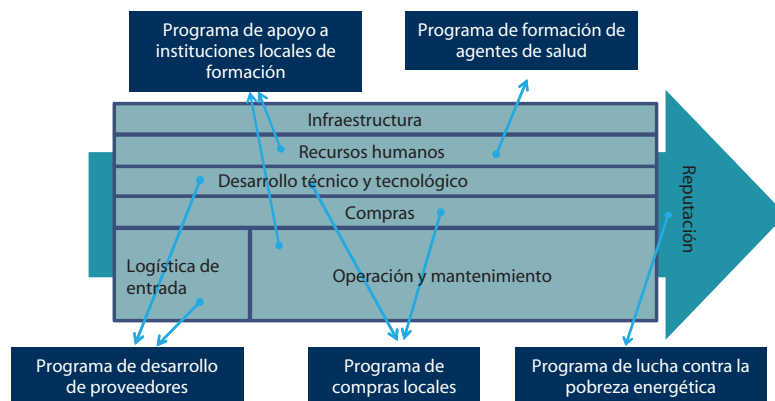 Programa de apoyo a
instituciones locales de
formación
Programa de formación de
agentes de salud
Infraestructura
Recursos humanos
Desarrollo técnico y tecnológico
Compras
Logística de
entrada
Operación y mantenimiento
Reputación
Programa de desarrollo
de proveedores
Programa de
compras locales
Programa de lucha contra la
pobreza energética